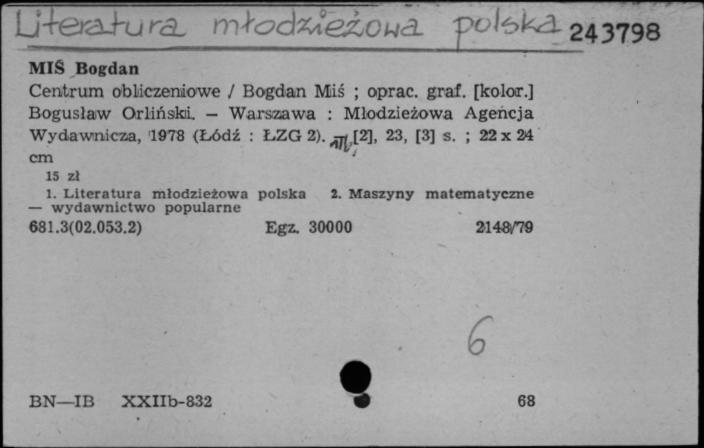 Literatura młodzieżowa polska 243798
MIŚ Bogdan
Centrum obliczeniowe / Bogdan Miś ; oprac. graf. [kolor.]
Bogusław Orliński. — Warszawa : Młodzieżowa Agencja
Wydawnicza, 1978 (Łódź : ŁZG 2). [2], 23, [3] s. ; 22 x 24
cm
15 zł
1. Literatura młodzieżowa polska 2. Maszyny matematyczne
— wydawnictwo popularne
681.3(02.053.2) Egz. 30000 2148/79
6
BN—IB XXIIb-832 68